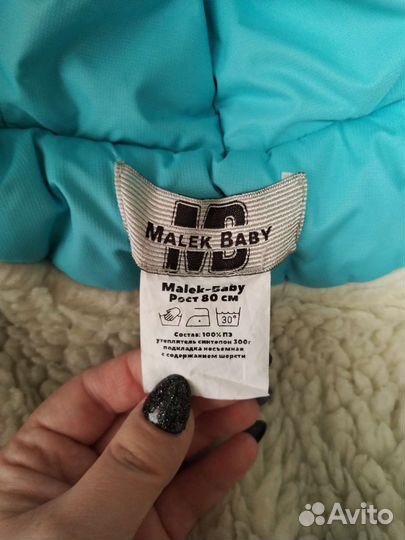 MB
MALEK BABY
Malek-Baby
Рост 80 см
30°
Состав: 100% ПЭ
утеплитель синтепон 300г
подкладка несъемная
с содержанием шерсти
Avito